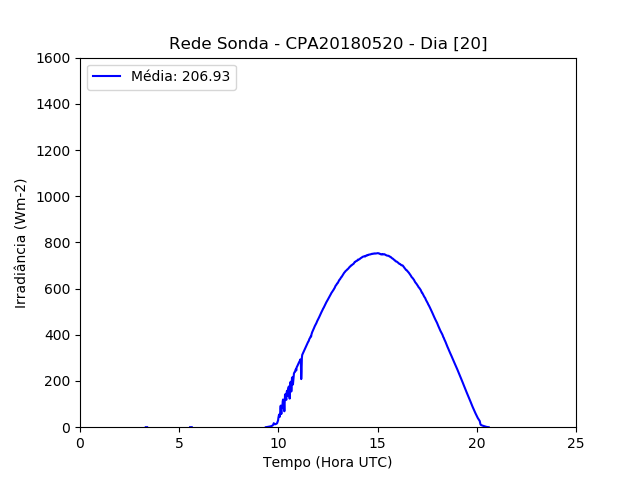 Rede Sonda - CPA20180520 - Dia [20]
Média: 206.93
1600
1400
1200
1000
800
600
400
200
0
Irradiância (Wm-2)
0 5 10 15 20 25
Tempo (Hora UTC)